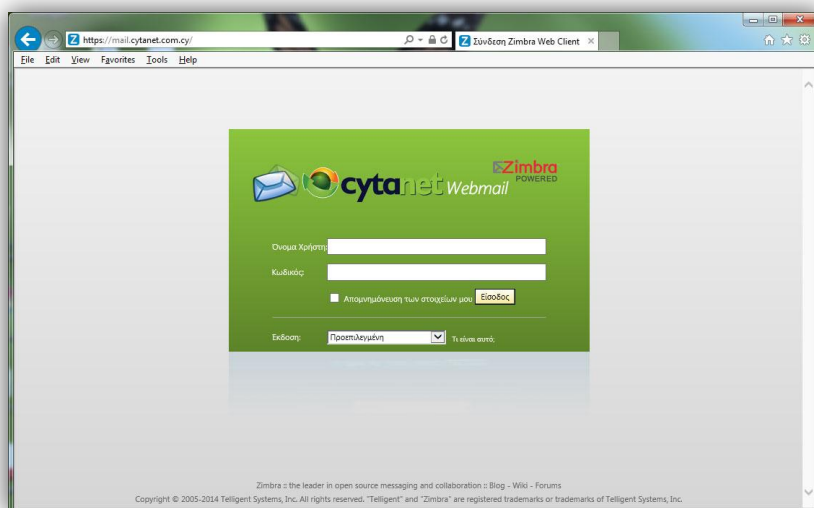 https://mail.cytanet.com.cy/
Σύνδεση Zimbra Web Client
File Edit View Favorites Tools Help
Zimbra
POWERED
cytanet Webmail
Όνομα Χρήστη:
Κωδικός:
Απομνημόνευση των στοιχείων μου Είσοδος
Έκδοση: Προεπιλεγμένη Τι είναι αυτό;
Zimbra :: the leader in open source messaging and collaboration :: Blog - Wiki - Forums
Copyright © 2005-2014 Telligent Systems, Inc. All rights reserved. "Telligent" and "Zimbra" are registered trademarks or trademarks of Telligent Systems, Inc.